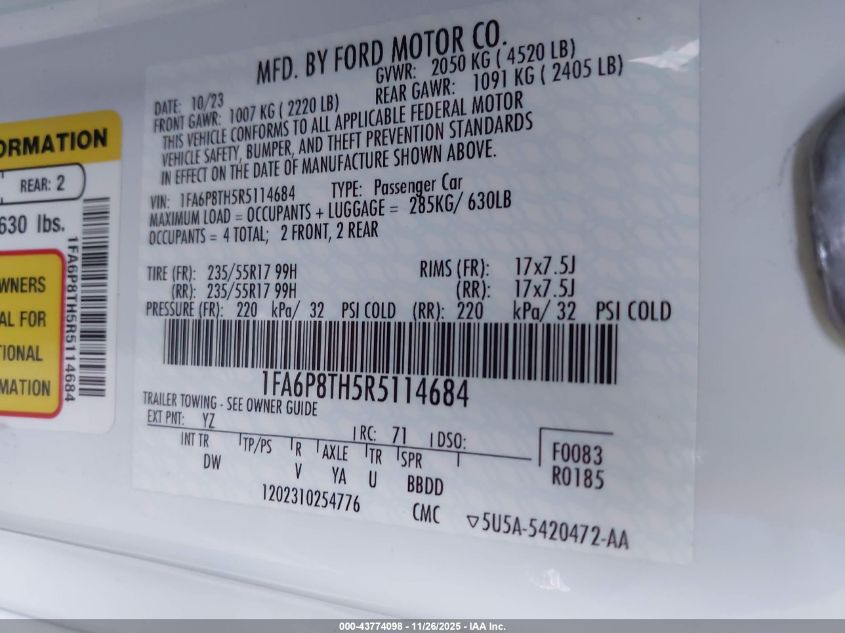 MFD. BY FORD MOTOR CO.
DATE: 10/23 GVWR: 2050 KG ( 4520 LB)
FRONT GAWR: 1007 KG ( 2220 LB) REAR GAWR: 1091 KG ( 2405 LB)
THIS VEHICLE CONFORMS TO ALL APPLICABLE FEDERAL MOTOR
VEHICLE SAFETY, BUMPER, AND THEFT PREVENTION STANDARDS
IN EFFECT ON THE DATE OF MANUFACTURE SHOWN ABOVE.
VIN: 1FA6P8TH5R5114684 TYPE: Passenger Car
MAXIMUM LOAD = OCCUPANTS + LUGGAGE = 285KG/ 630LB
OCCUPANTS = 4 TOTAL; 2 FRONT, 2 REAR
TIRE (FR): 235/55R17 99H RIMS (FR): 17x7.5J
(RR): 235/55R17 99H (RR): 17x7.5J
PRESSURE (FR): 220 kPa/ 32 PSI COLD (RR): 220 kPa/ 32 PSI COLD
1FA6P8TH5R5114684
TRAILER TOWING - SEE OWNER GUIDE
EXT PNT: YZ RC: 71 DSO:
INT TR TP/PS R AXLE TR SPR
DW V YA U BBDD
F0083
R0185
1202310254776 CMC ▽5U5A-5420472-AA
ORMATION
REAR: 2
630 lbs.
1FA6P8TH5R5114684
WNERS
AL FOR
TIONAL
MATION
000-43774098 - 11/26/2025 - IAA Inc.